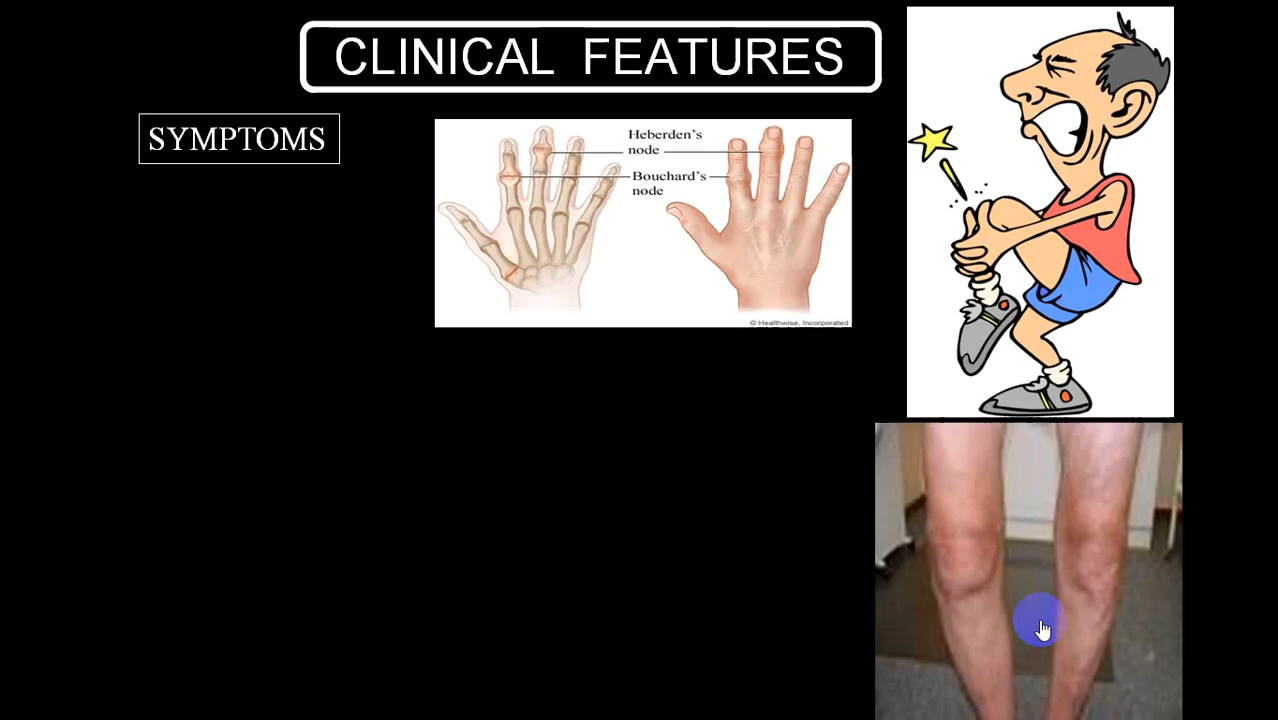 CLINICAL FEATURES
SYMPTOMS
Heberden's
node
Bouchard's
node
© Healthwise, Incorporated